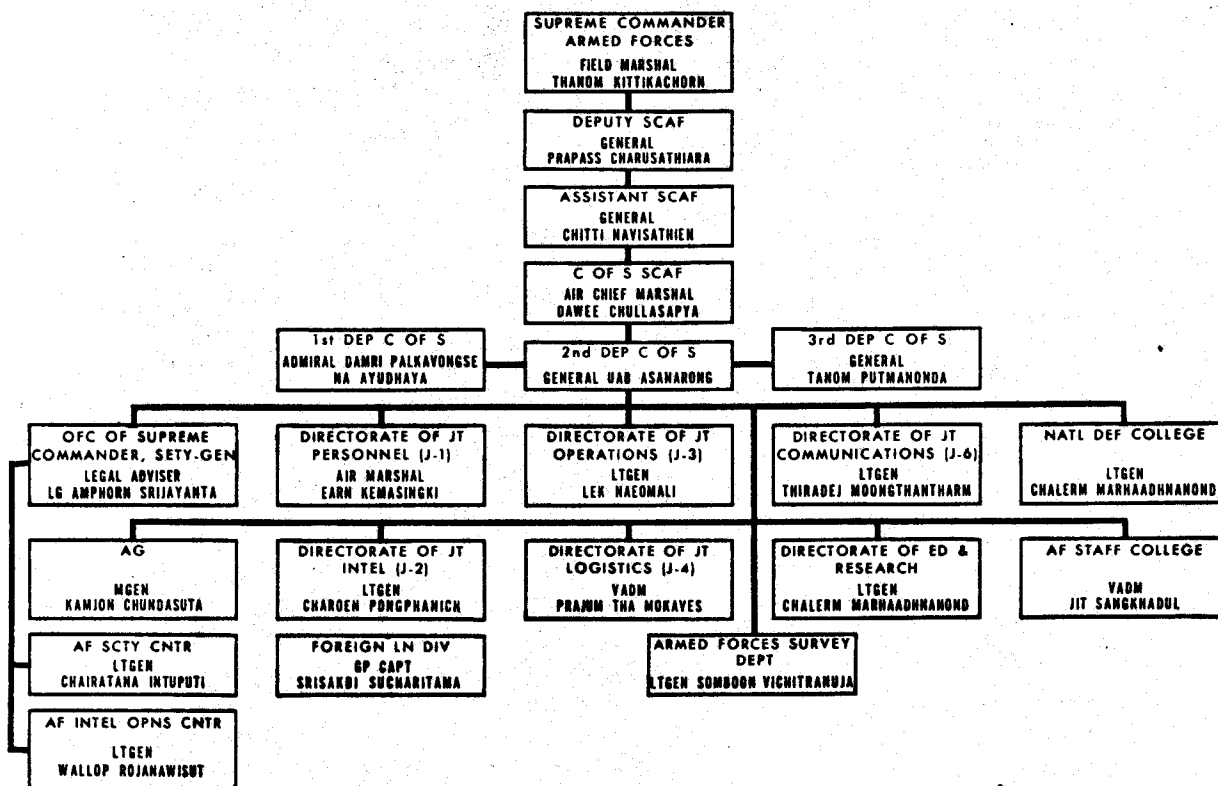 SUPREME COMMANDER
ARMED FORCES
FIELD MARSHAL
THANOM KITTIKACHORN
DEPUTY SCAF
GENERAL
PRAPASS CHARUSATHIARA
ASSISTANT SCAF
GENERAL
CHITTI NAVISATHIEN
C OF S SCAF
AIR CHIEF MARSHAL
DAWEE CHULLASAPYA
1st DEP C OF S
ADMIRAL DAMRI PALKAVONGSE
NA AYUDHAYA
2nd DEP C OF S
GENERAL UAB ASANARONG
3rd DEP C OF S
GENERAL
TANOM PUTMANONDA
OFC OF SUPREME
COMMANDER, SETY-GEN
LEGAL ADVISER
LG AMPHORN SRIJAYANTA
DIRECTORATE OF JT
PERSONNEL (J-1)
AIR MARSHAL
EARN KEMASINGKI
DIRECTORATE OF JT
OPERATIONS (J-3)
LTGEN
LEK NAEOMALI
DIRECTORATE OF JT
COMMUNICATIONS (J-6)
LTGEN
THIRADEJ MOONGTHANTHARM
NATL DEF COLLEGE
LTGEN
CHALERM MARHAADHNANOND
AG
MGEN
KAMJON CHUNDASUTA
DIRECTORATE OF JT
INTEL (J-2)
LTGEN
CHAROEN PONGPHANICH
DIRECTORATE OF JT
LOGISTICS (J-4)
VADM
PRAJUM THA MOKAVES
DIRECTORATE OF ED &
RESEARCH
LTGEN
CHALERM MARHAADHNANOND
AF STAFF COLLEGE
VADM
JIT SANGKHADUL
AF SCTY CNTR
LTGEN
CHAIRATANA INTUPUTI
FOREIGN LN DIV
GP CAPT
SRISAKDI SUCHARITAMA
ARMED FORCES SURVEY
DEPT
LTGEN SOMBOON VICHITRANUJA
AF INTEL OPNS CNTR
LTGEN
WALLOP ROJANAWISUT